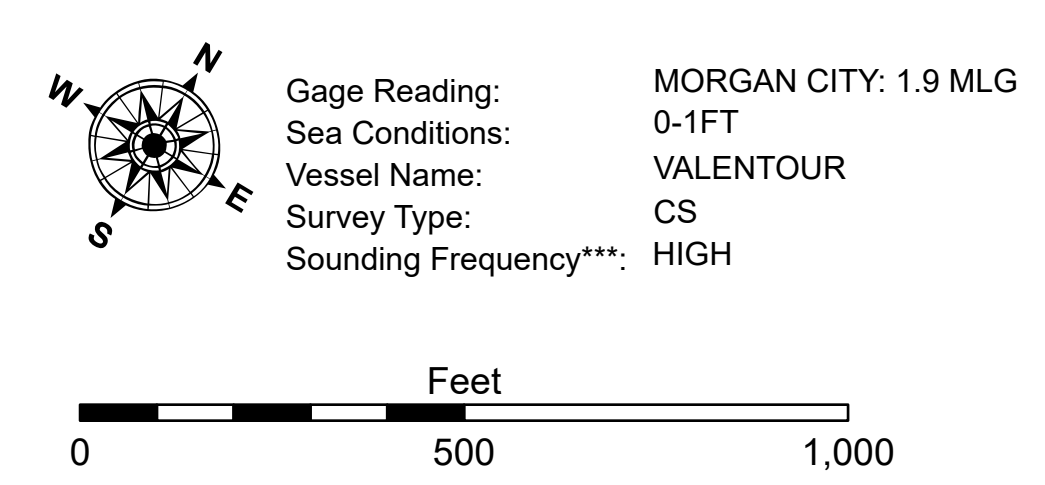 N
W
E
S
Gage Reading: MORGAN CITY: 1.9 MLG
Sea Conditions: 0-1FT
Vessel Name: VALENTOUR
Survey Type: CS
Sounding Frequency***: HIGH
Feet
0 500 1,000